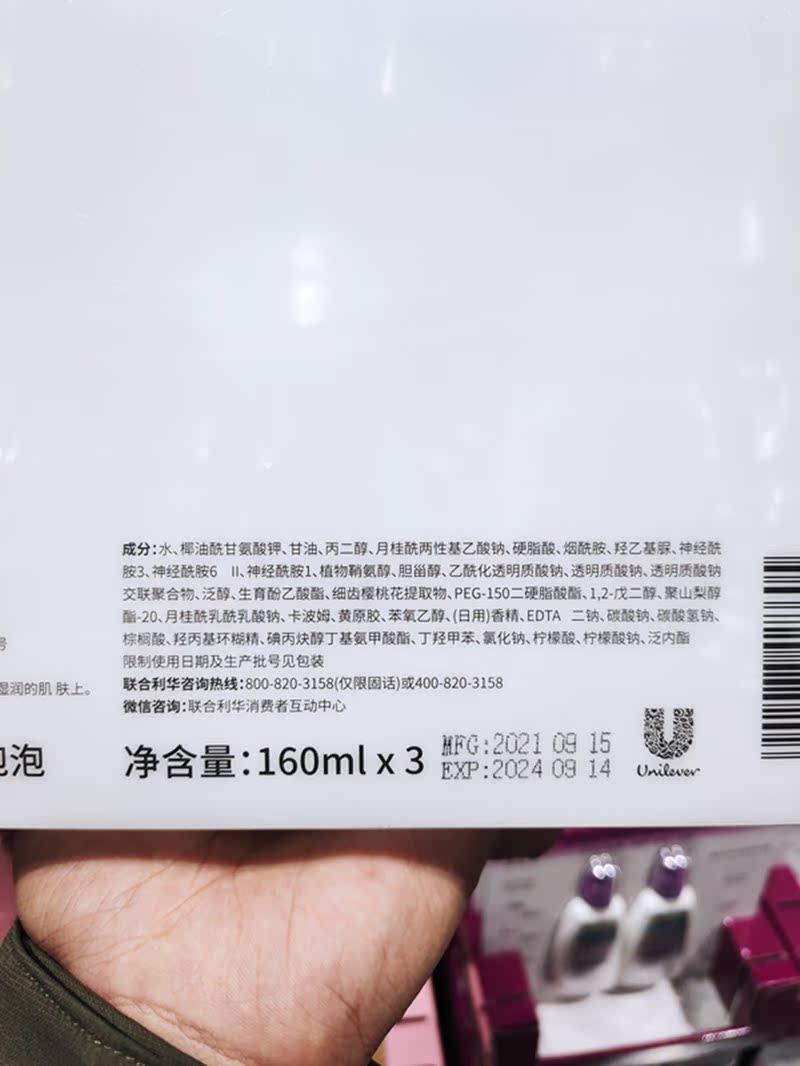 成分：水、椰油酰甘氨酸钾、甘油、丙二醇、月桂酰两性基乙酸钠、硬脂酸、烟酰胺、羟乙基脲、神经酰
胺3、神经酰胺6 II、神经酰胺1、植物鞘氨醇、胆甾醇、乙酰化透明质酸钠、透明质酸钠、透明质酸钠
交联聚合物、泛醇、生育酚乙酸酯、细齿樱桃花提取物、PEG-150二硬脂酸酯、1,2-戊二醇、聚山梨醇
酯-20、月桂酰乳酰乳酸钠、卡波姆、黄原胶、苯氧乙醇、(日用)香精、EDTA 二钠、碳酸钠、碳酸氢钠、
棕榈酸、羟丙基环糊精、碘丙炔醇丁基氨甲酸酯、丁羟甲苯、氯化钠、柠檬酸、柠檬酸钠、泛内酯
号
限制使用日期及生产批号见包装
湿润的肌 肤上。
联合利华咨询热线：800-820-3158(仅限固话)或400-820-3158
微信咨询：联合利华消费者互动中心
泡
净含量：160ml x 3
MFG:2021 09 15
EXP:2024 09 14
Unilever